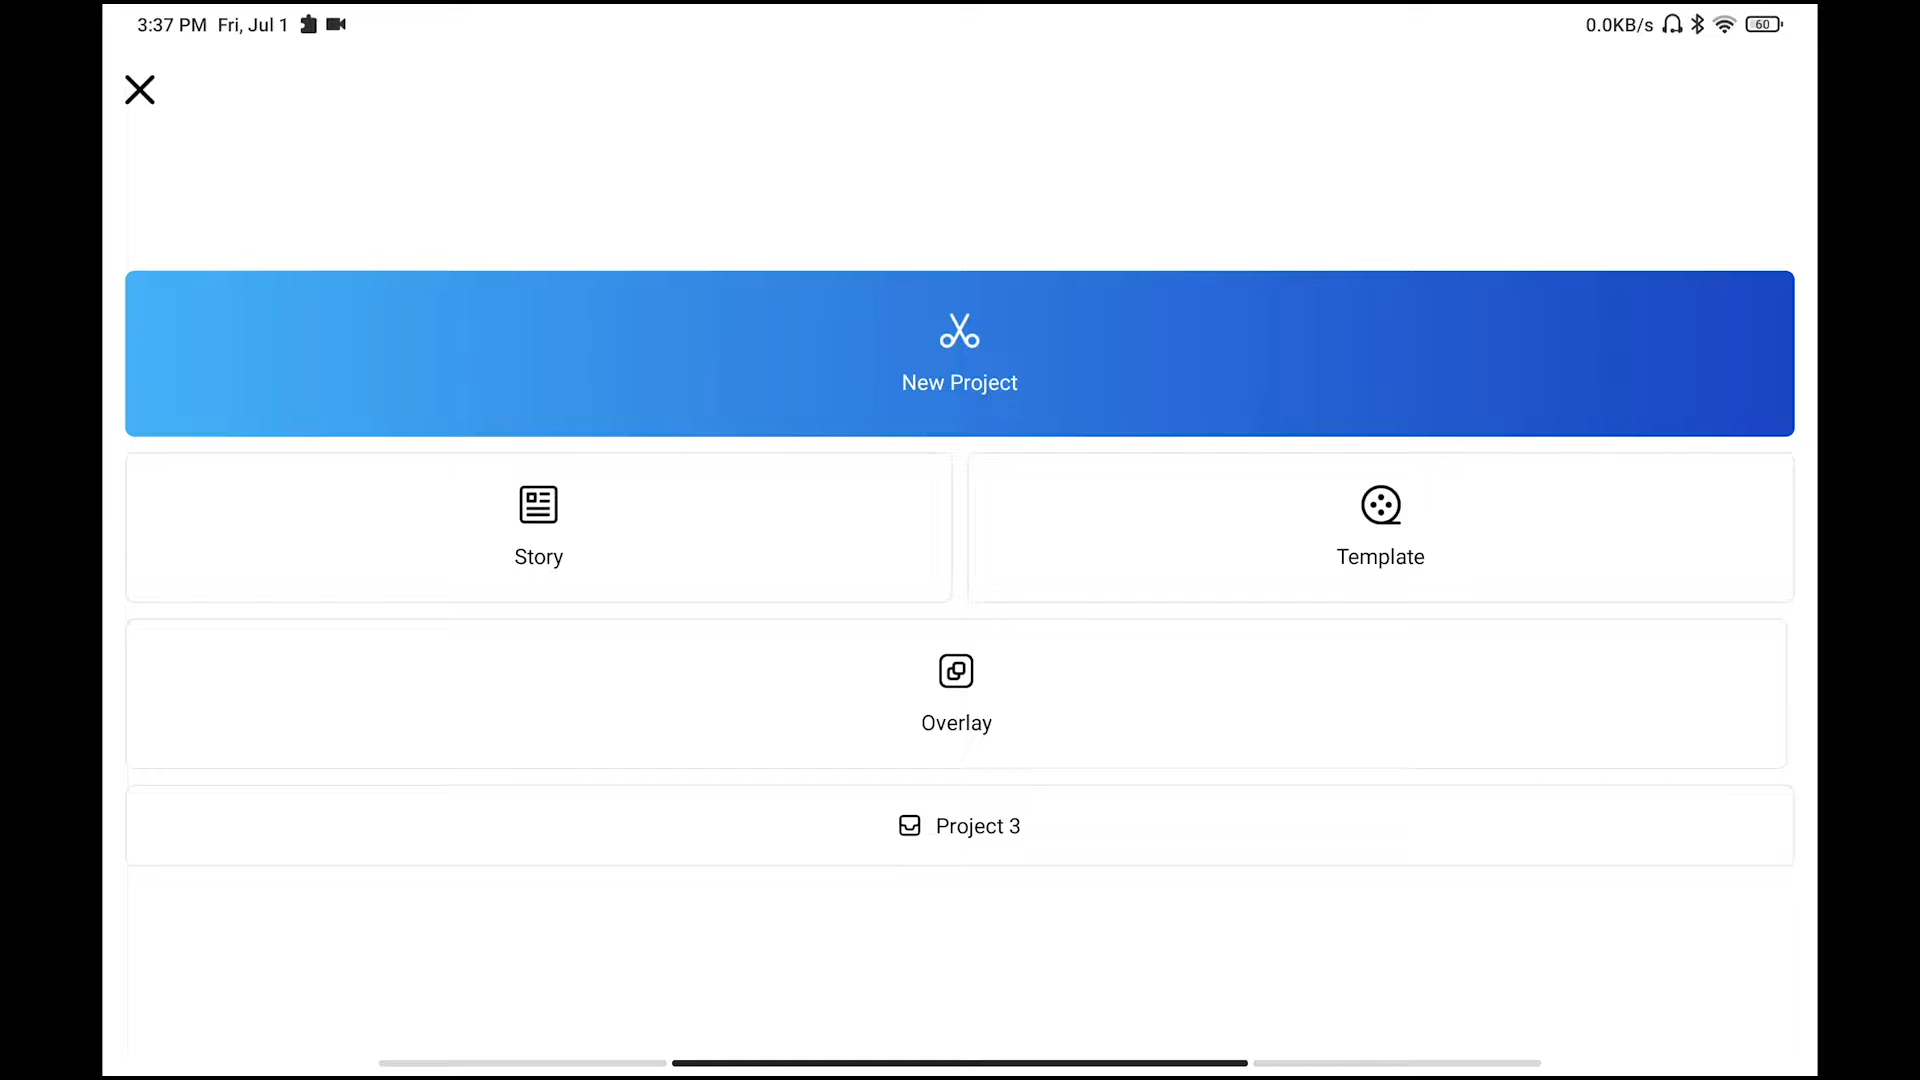 3:37 PM Fri, Jul 1
0.0KB/s 60
New Project
Story
Template
Overlay
Project 3